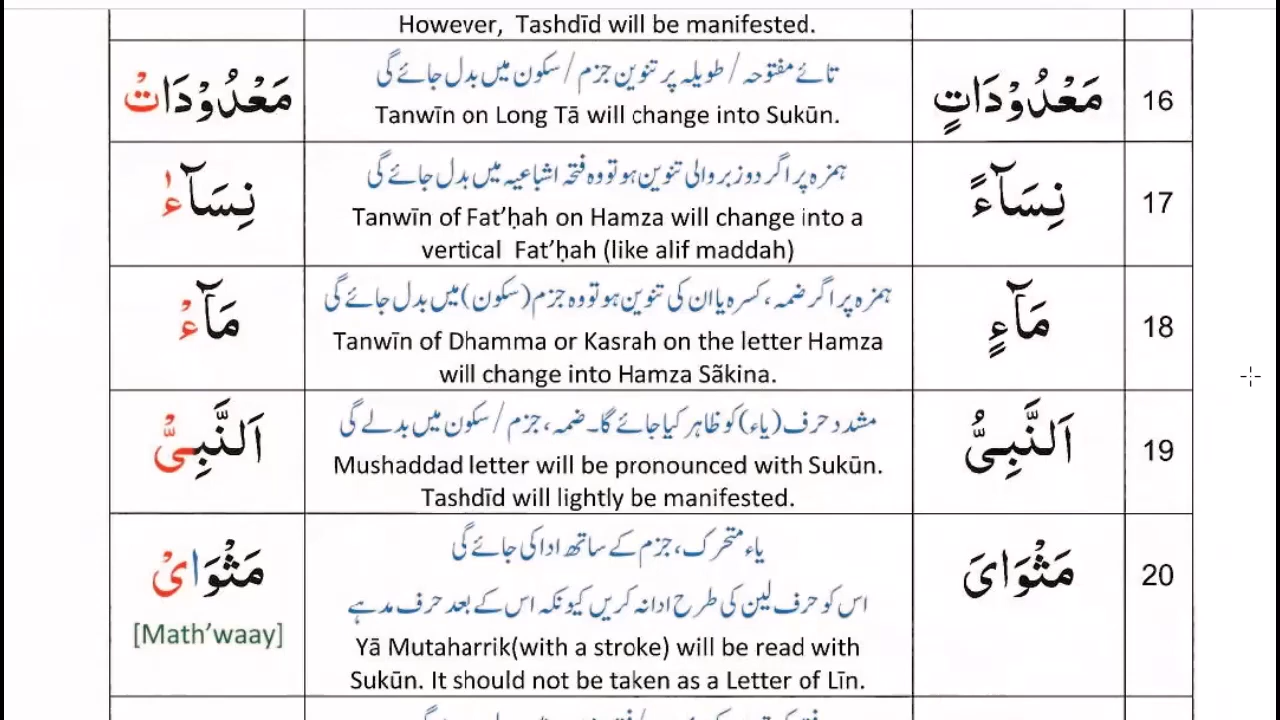 However, Tashdīd will be manifested.
16
مَعْدُوْدَاتٍ
تائے مفتوحہ / طویلہ پر تنوین جزم / سکون میں بدل جائے گی
Tanwīn on Long Tā will change into Sukūn.
مَعْدُوْدَاتْ
17
نِسَآءً
ہمزہ پر اگر دو زبر والی تنوین ہو تو وہ فتحہ اشباعیہ میں بدل جائے گی
Tanwīn of Fat’ḥah on Hamza will change into a
vertical Fat’ḥah (like alif maddah)
نِسَآءٰ
18
مَآءٍ
ہمزہ پر اگر ضمہ، کسرہ یا ان کی تنوین ہو تو وہ جزم (سکون) میں بدل جائے گی
Tanwīn of Dhamma or Kasrah on the letter Hamza
will change into Hamza Sãkina.
مَآءْ
19
اَلنَّبِىُّ
مشدد حرف (یاء) کو ظاہر کیا جائے گا۔ ضمہ، جزم / سکون میں بدلے گی
Mushaddad letter will be pronounced with Sukūn.
Tashdīd will lightly be manifested.
اَلنَّبِىّْ
20
مَثْوَاىَ
یاء متحرک، جزم کے ساتھ ادا کی جائے گی
اس کو حرف لین کی طرح ادا نہ کریں کیونکہ اس کے بعد حرف مد ہے
Yā Mutaharrik(with a stroke) will be read with
Sukūn. It should not be taken as a Letter of Līn.
مَثْوَاىْ
[Math’waay]